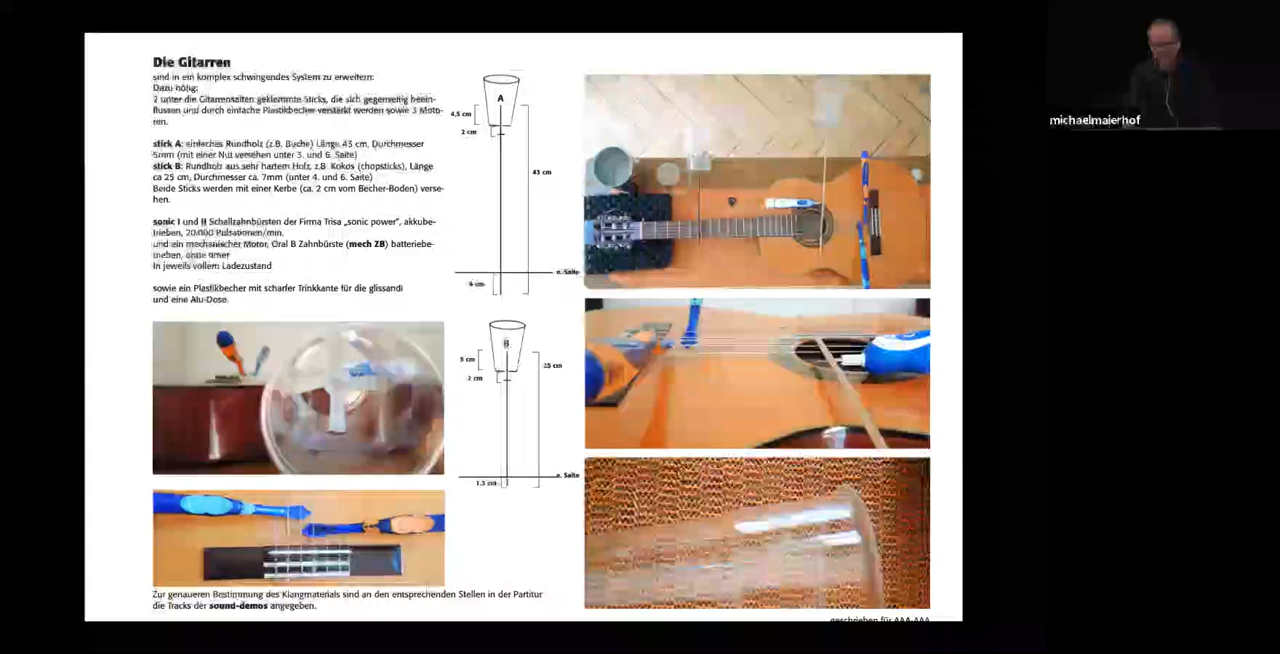 Die Gitarren
sind in ein komplex schwingendes System zu erweitern:
Dazu nötig:
2 unter die Gitarrensaiten geklemmte Sticks, die sich gegenseitig beein-
flussen und durch einfache Plastikbecher verstärkt werden sowie 3 Moto-
ren.
stick A: einfaches Rundholz (z.B. Buche) Länge 43 cm, Durchmesser
5mm (mit einer Nut versehen unter 3. und 6. Saite)
stick B: Rundholz aus sehr hartem Holz, z.B. Kokos (chopsticks), Länge
ca 25 cm, Durchmesser ca. 7mm (unter 4. und 6. Saite)
Beide Sticks werden mit einer Kerbe (ca. 2 cm vom Becher-Boden) verse-
hen.
sonic I und II Schallzahnbürsten der Firma Trisa „sonic power", akkube-
trieben, 20.000 Pulsationen/min.
und ein mechanischer Motor, Oral B Zahnbürste (mech ZB) batteriebe-
trieben, ohne timer
In jeweils vollem Ladezustand
sowie ein Plastikbecher mit scharfer Trinkkante für die glissandi
und eine Alu-Dose.
A
4,5 cm
2 cm
43 cm
e. Saite
B
5 cm
2 cm
25 cm
e. Saite
1.3 cm
Zur genaueren Bestimmung des Klangmaterials sind an den entsprechenden Stellen in der Partitur
die Tracks der sound-demos angegeben.
geschrieben für AAA-AAA
michaelmaierhof